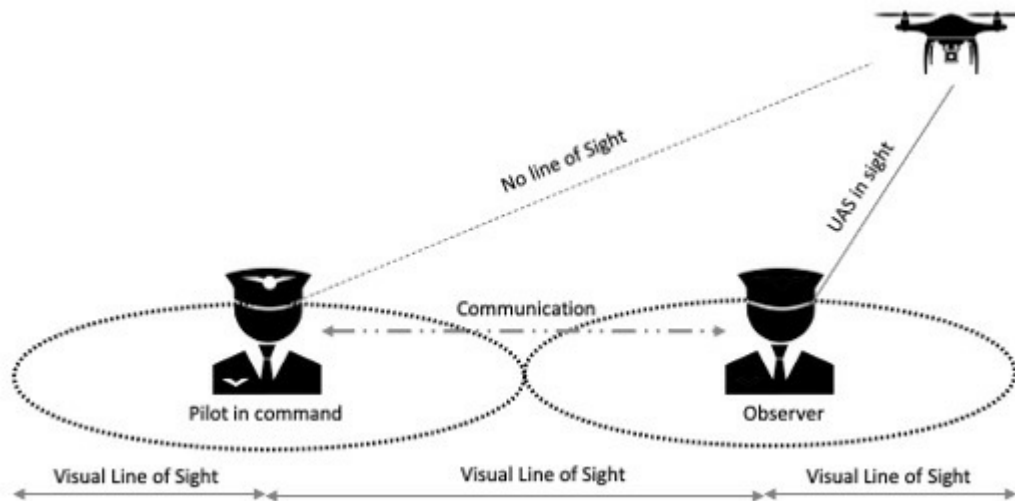 No line of Sight
UAS in sight
Communication
Pilot in command
Observer
Visual Line of Sight
Visual Line of Sight
Visual Line of Sight